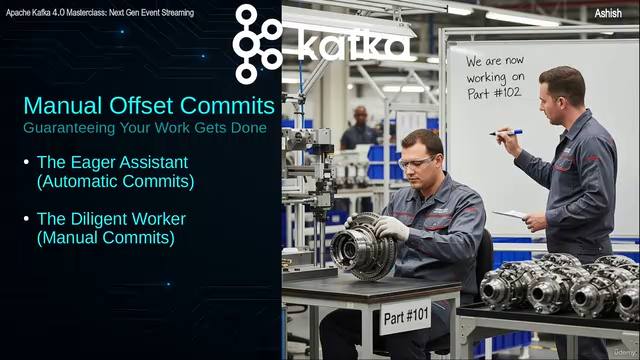 Apache Kafka 4.0 Masterclass: Next Gen Event Streaming
Ashish
kafka
We are now
working on
Part #102
Manual Offset Commits
Guaranteeing Your Work Gets Done
• The Eager Assistant
(Automatic Commits)
• The Diligent Worker
(Manual Commits)
Part #101
udemy